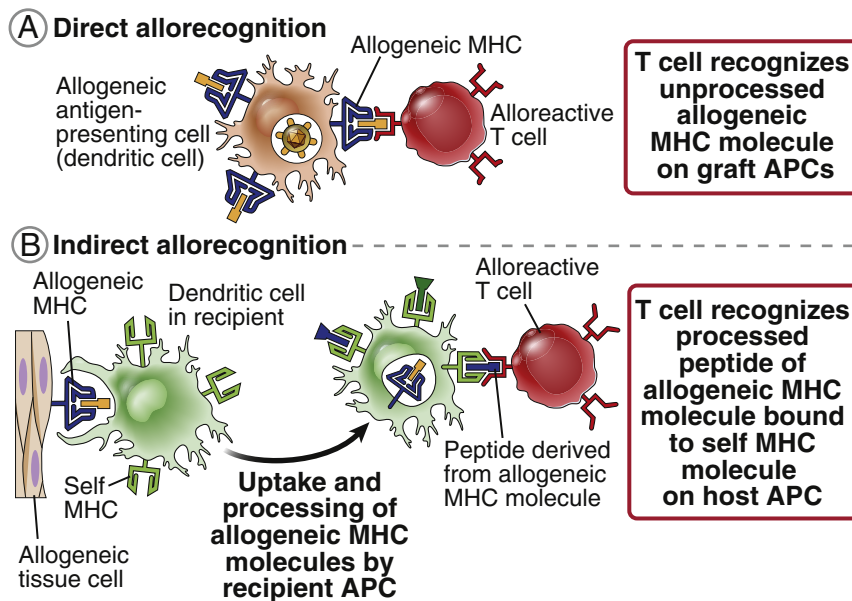 A Direct allorecognition
Allogeneic MHC
Allogeneic
antigen-
presenting cell
(dendritic cell)
Alloreactive
T cell
T cell recognizes
unprocessed
allogeneic
MHC molecule
on graft APCs
B Indirect allorecognition
Allogeneic
MHC
Dendritic cell
in recipient
Alloreactive
T cell
Self
MHC
Allogeneic
tissue cell
Uptake and
processing of
allogeneic MHC
molecules by
recipient APC
Peptide derived
from allogeneic
MHC molecule
T cell recognizes
processed
peptide of
allogeneic MHC
molecule bound
to self MHC
molecule
on host APC